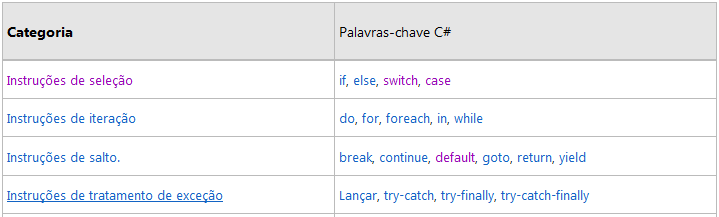 Categoria Palavras-chave C#
Instruções de seleção if, else, switch, case
Instruções de iteração do, for, foreach, in, while
Instruções de salto. break, continue, default, goto, return, yield
Instruções de tratamento de exceção Lançar, try-catch, try-finally, try-catch-finally